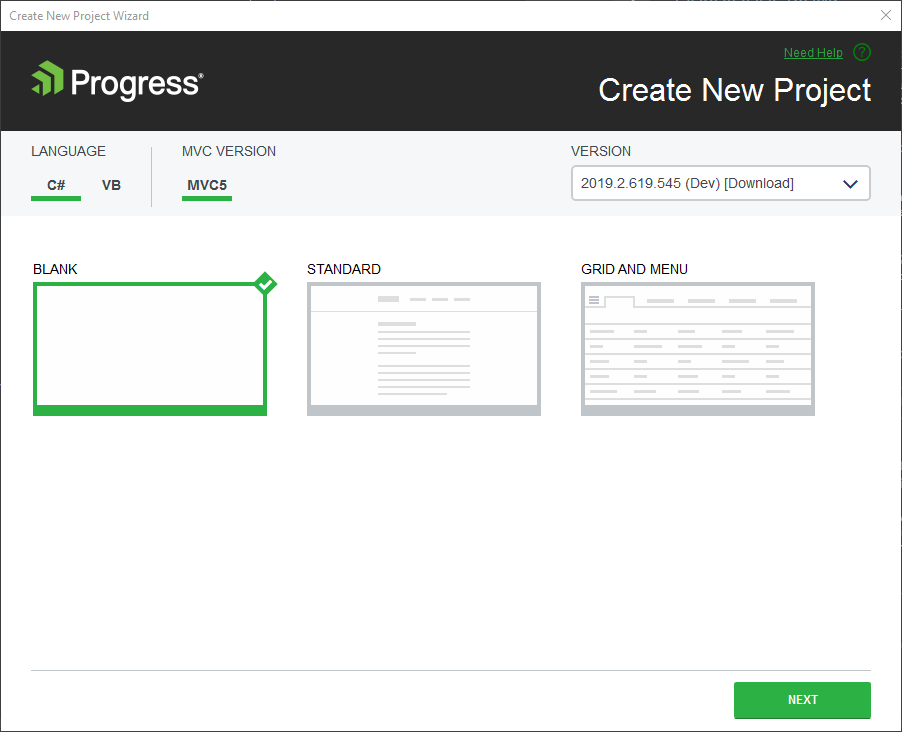 Create New Project Wizard
Need Help ?
Progress®
Create New Project
LANGUAGE
MVC VERSION
VERSION
C# VB
MVC5
2019.2.619.545 (Dev) [Download]
BLANK
STANDARD
GRID AND MENU
NEXT